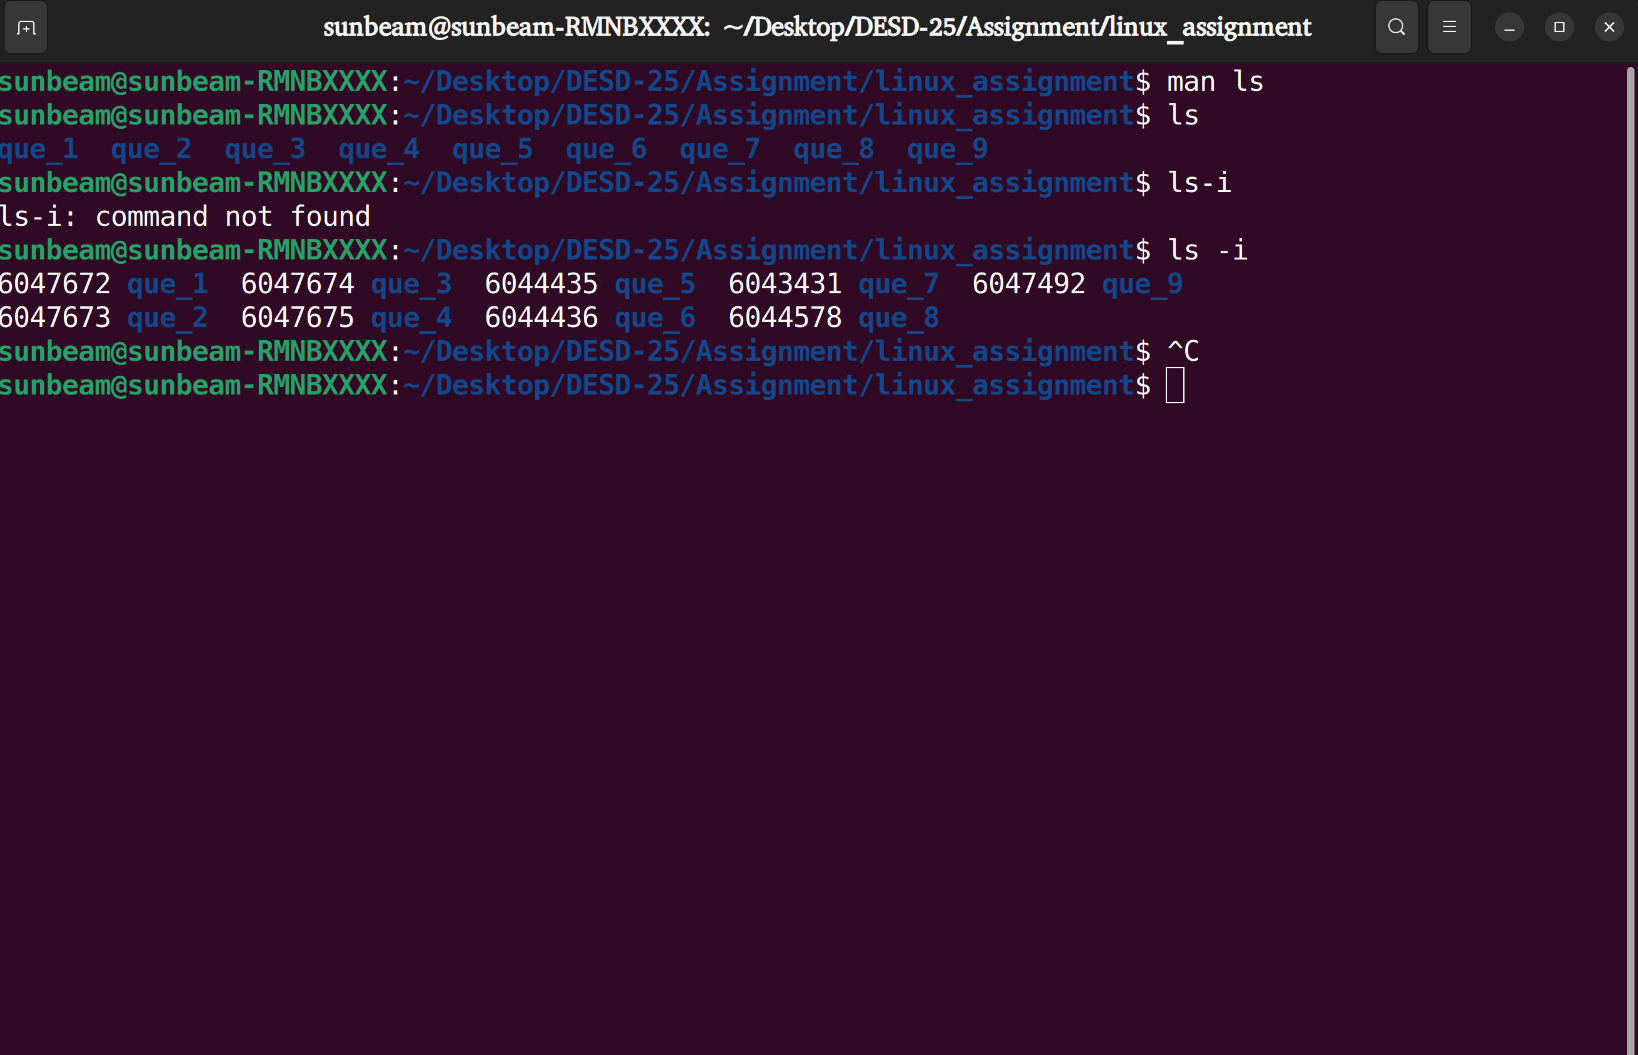 sunbeam@sunbeam-RMNBXXXX: ~/Desktop/DESD-25/Assignment/linux_assignment
sunbeam@sunbeam-RMNBXXXX:~/Desktop/DESD-25/Assignment/linux_assignment$ man ls
sunbeam@sunbeam-RMNBXXXX:~/Desktop/DESD-25/Assignment/linux_assignment$ ls
que_1  que_2  que_3  que_4  que_5  que_6  que_7  que_8  que_9
sunbeam@sunbeam-RMNBXXXX:~/Desktop/DESD-25/Assignment/linux_assignment$ ls-i
ls-i: command not found
sunbeam@sunbeam-RMNBXXXX:~/Desktop/DESD-25/Assignment/linux_assignment$ ls -i
6047672 que_1  6047674 que_3  6044435 que_5  6043431 que_7  6047492 que_9
6047673 que_2  6047675 que_4  6044436 que_6  6044578 que_8
sunbeam@sunbeam-RMNBXXXX:~/Desktop/DESD-25/Assignment/linux_assignment$ ^C
sunbeam@sunbeam-RMNBXXXX:~/Desktop/DESD-25/Assignment/linux_assignment$